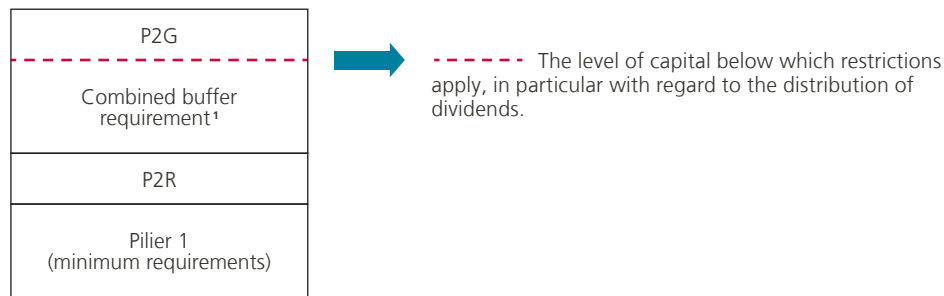 P2G
Combined buffer
requirement¹
P2R
Pilier 1
(minimum requirements)
The level of capital below which restrictions
apply, in particular with regard to the distribution of
dividends.